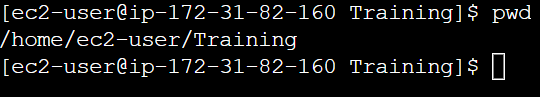 [ec2-user@ip-172-31-82-160 Training]$ pwd
/home/ec2-user/Training
[ec2-user@ip-172-31-82-160 Training]$